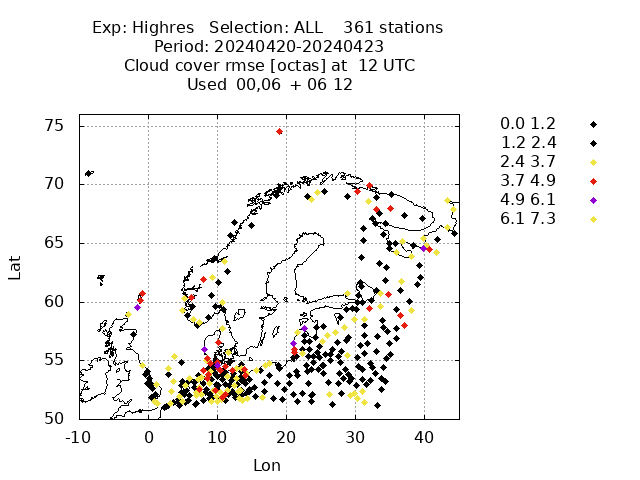 Exp: Highres   Selection: ALL    361 stations
Period: 20240420-20240423
Cloud cover rmse [octas] at  12 UTC
Used  00,06  + 06 12
0.0 1.2
1.2 2.4
2.4 3.7
3.7 4.9
4.9 6.1
6.1 7.3
75
70
65
60
55
50
Lat
-10 0 10 20 30 40
Lon